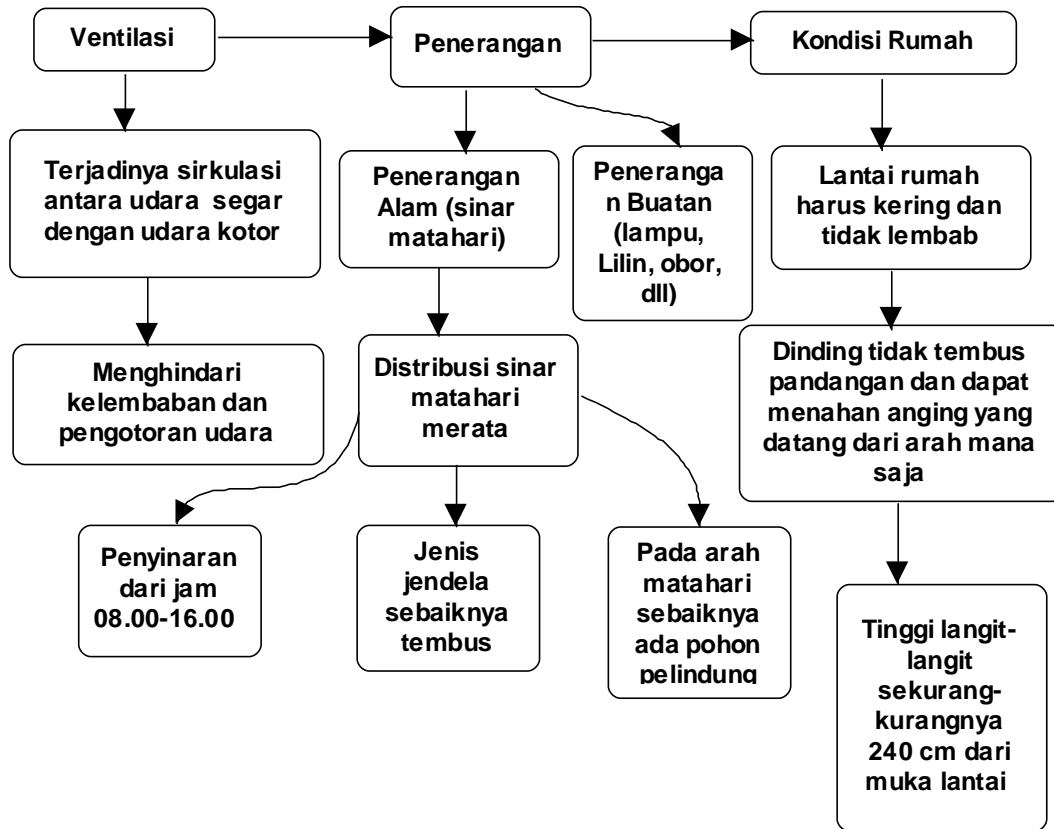 Ventilasi
Penerangan
Kondisi Rumah
Terjadinya sirkulasi
antara udara segar
dengan udara kotor
Penerangan
Alam (sinar
matahari)
Peneranga
n Buatan
(lampu,
Lilin, obor,
dll)
Lantai rumah
harus kering dan
tidak lembab
Menghindari
kelembaban dan
pengotoran udara
Distribusi sinar
matahari
merata
Dinding tidak tembus
pandangan dan dapat
menahan anging yang
datang dari arah mana
saja
Penyinaran
dari jam
08.00-16.00
Jenis
jendela
sebaiknya
tembus
Pada arah
matahari
sebaiknya
ada pohon
pelindung
Tinggi langit-
langit
sekurang-
kurangnya
240 cm dari
muka lantai